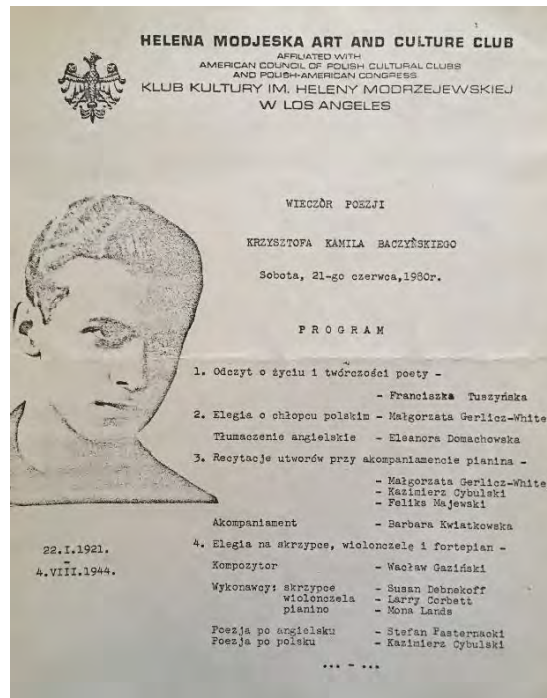 HELENA MODJESKA ART AND CULTURE CLUB
AFFILIATED WITH
AMERICAN COUNCIL OF POLISH CULTURAL CLUBS
AND POLISH-AMERICAN CONGRESS
KLUB KULTURY IM. HELENY MODRZEJEWSKIEJ
W LOS ANGELES
WIECZÒR POEZJI
KRZYSZTOFA KAMILA BACZYŃSKIEGO
Sobota, 21-go czerwca,1980r.
P R O G R A M
1. Odczyt o życiu i twórczości poety -
- Franciszka Tuszyńska
2. Elegia o chłopcu polskim - Małgorzata Gerlicz-White
Tłumaczenie angielskie - Eleanora Domachowska
3. Recytacje utworów przy akompaniamencie pianina -
- Małgorzata Gerlicz-White
- Kazimierz Cybulski
- Feliks Majewski
Akompaniament - Barbara Kwiatkowska
4. Elegia na skrzypce, wiolonczelę i fortepian -
Kompozytor - Wacław Gaziński
Wykonawcy: skrzypce - Susan Debnekoff
wiolonczela - Larry Corbett
pianino - Mona Lands
Poezja po angielsku - Stefan Pasternacki
Poezja po polsku - Kazimierz Cybulski
... - ...
22.I.1921.
-
4.VIII.1944.